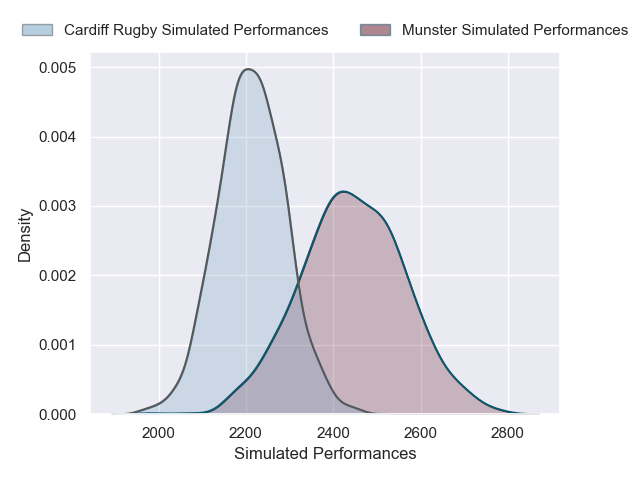 Cardiff Rugby Simulated Performances Munster Simulated Performances
0.005
0.004
0.003
0.002
0.001
0.000
Density
2000 2200 2400 2600 2800
Simulated Performances